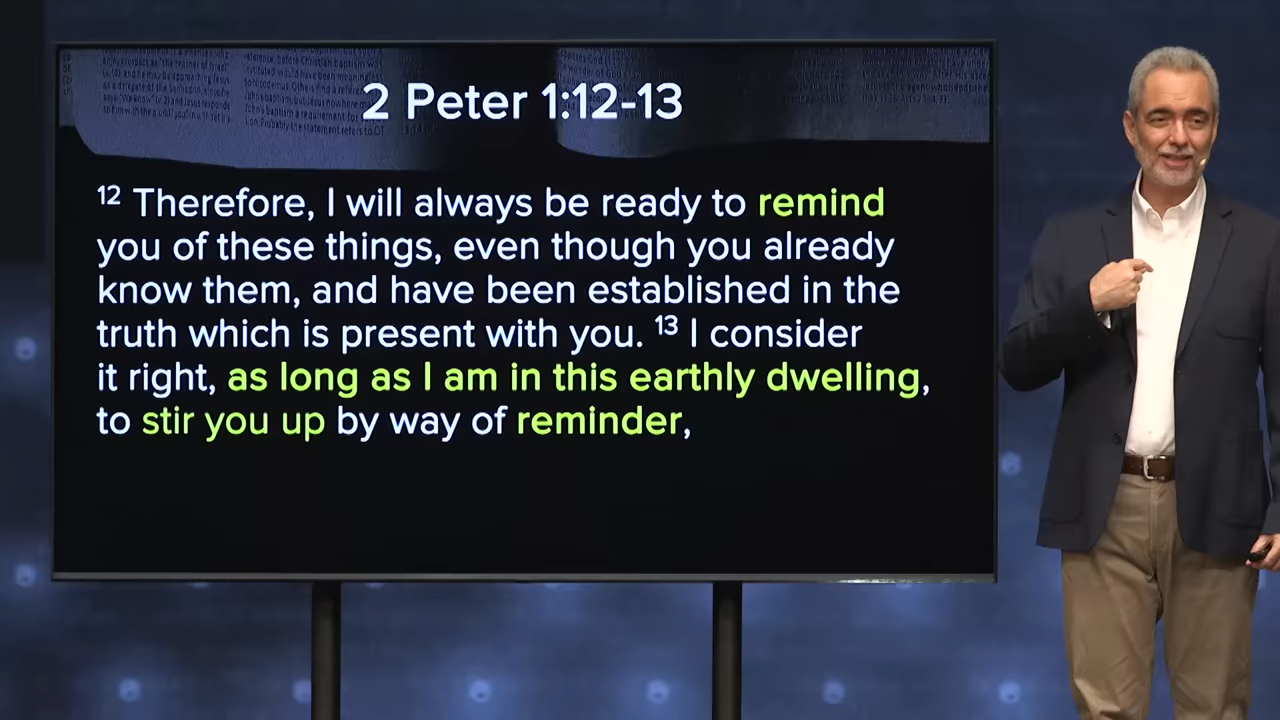 2 Peter 1:12-13
12 Therefore, I will always be ready to remind
you of these things, even though you already
know them, and have been established in the
truth which is present with you. 13 I consider
it right, as long as I am in this earthly dwelling,
to stir you up by way of reminder,